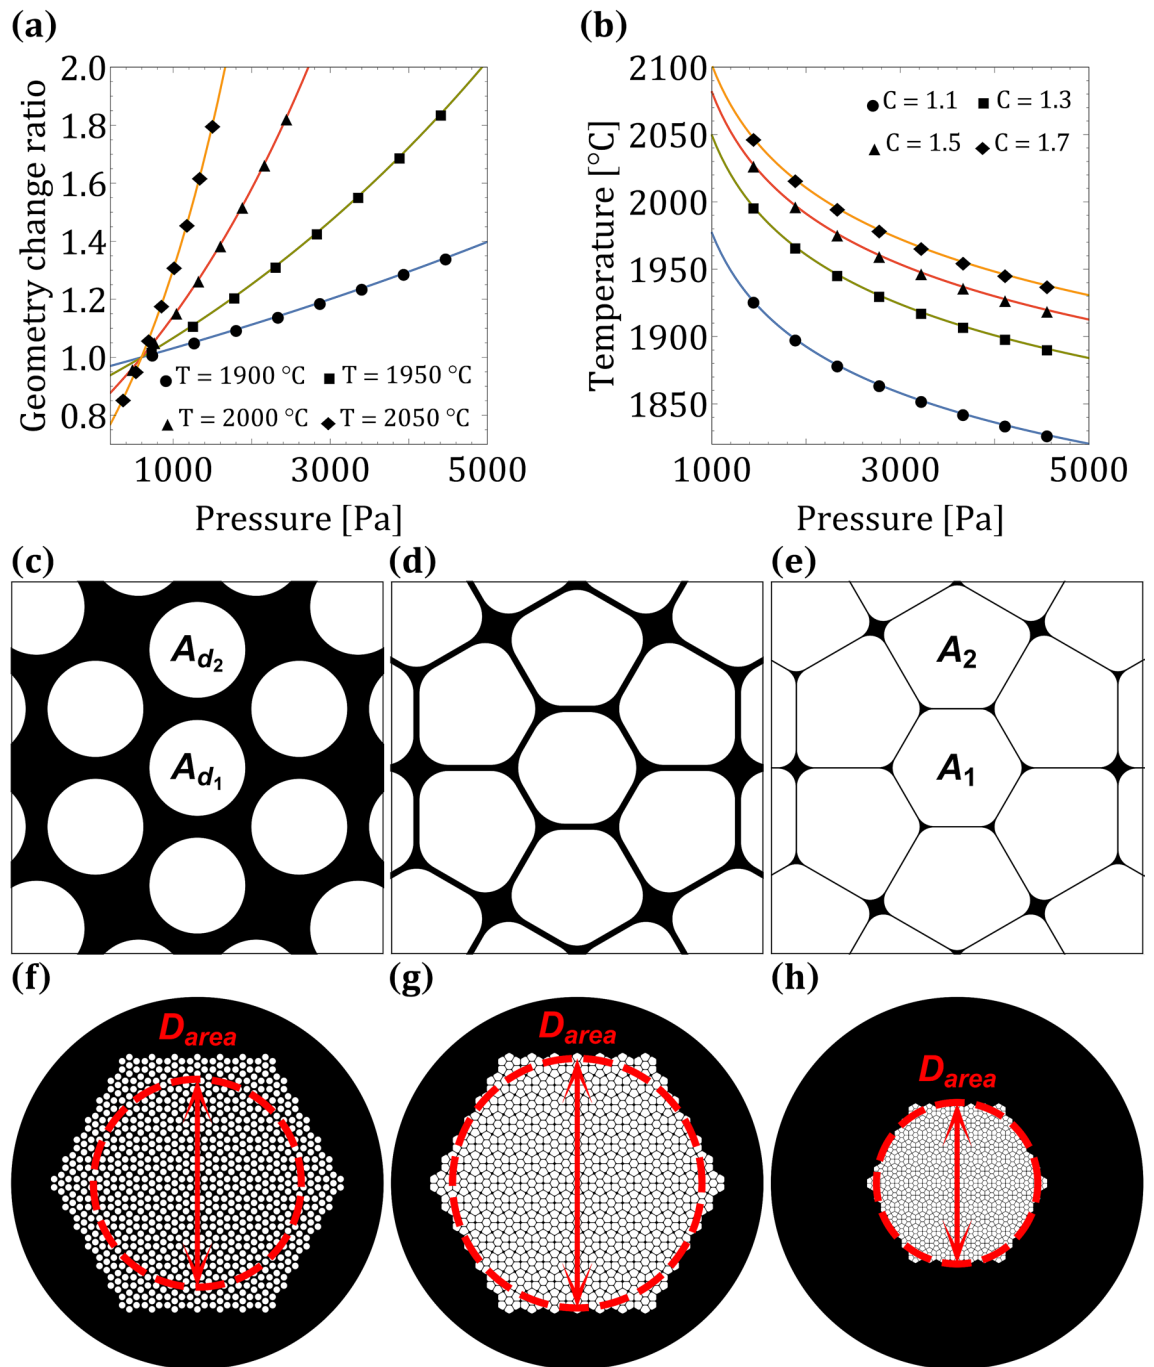 (a)
Geometry change ratio
2.0
1.8
1.6
1.4
1.2
1.0
0.8
T = 1900 °C T = 1950 °C
T = 2000 °C T = 2050 °C
1000 3000 5000
Pressure [Pa]
(b)
Temperature [°C]
2100
2050
2000
1950
1900
1850
C = 1.1 C = 1.3
C = 1.5 C = 1.7
1000 3000 5000
Pressure [Pa]
(c)
Ad2
Ad1
(d)
(e)
A2
A1
(f)
Darea
(g)
Darea
(h)
Darea